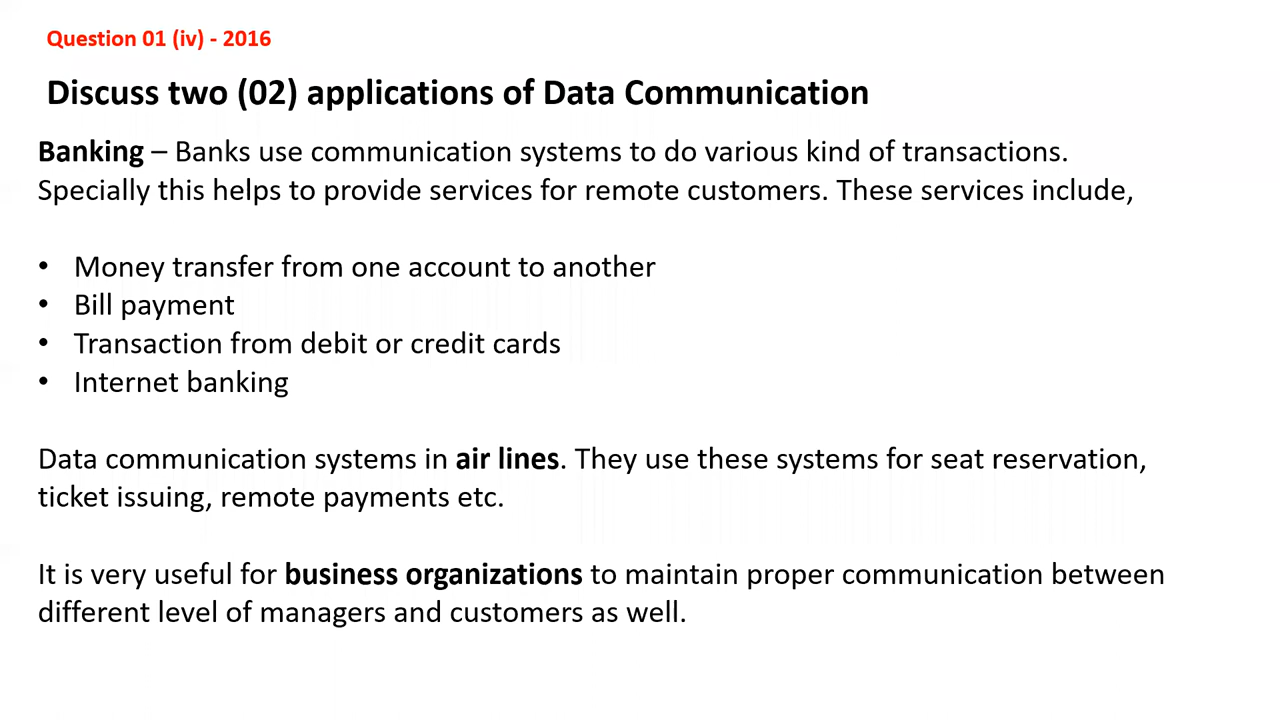 Question 01 (iv) - 2016
Discuss two (02) applications of Data Communication
Banking – Banks use communication systems to do various kind of transactions.
Specially this helps to provide services for remote customers. These services include,
• Money transfer from one account to another
• Bill payment
• Transaction from debit or credit cards
• Internet banking
Data communication systems in air lines. They use these systems for seat reservation,
ticket issuing, remote payments etc.
It is very useful for business organizations to maintain proper communication between
different level of managers and customers as well.